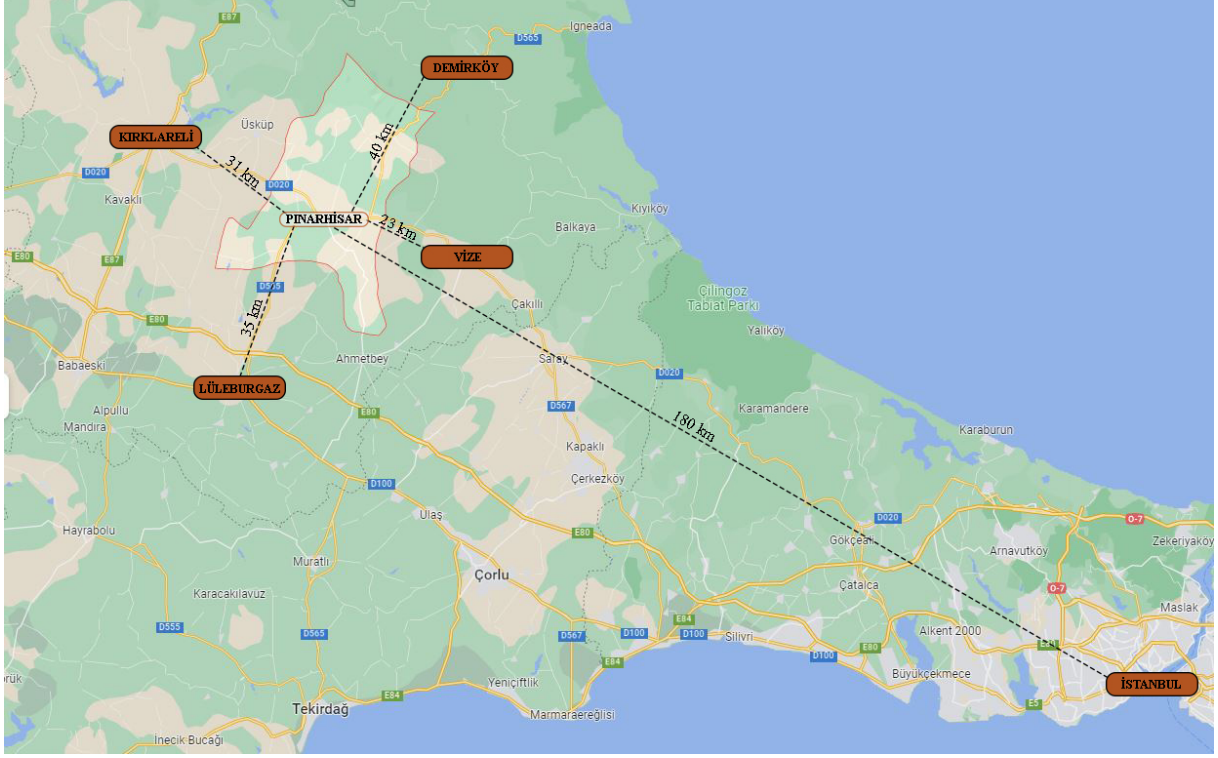 E87
Igneada
D565
DEMİRKÖY
Üsküp
KIRKLARELİ
40 km
31 km
D020
D020
Kavaklı
PINARHİSAR
23 km
Kıyıköy
Balkaya
VİZE
E80
E87
D565
Çilingoz
Tabiat Parkı
Çakıllı
35 km
E80
Yalıköy
Ahmetbey
Saray
Babaeski
D020
LÜLEBURGAZ
Alpullu
Mandıra
E80
D567
Karamandere
180 km
Karaburun
Kapaklı
Çerkezköy
D100
Ulaş
D020
O-7
Hayrabolu
E80
Gökçeali
Zekeriyaköy
Arnavutköy
Muratlı
Çorlu
Çatalca
O-7
Karacakılavuz
Maslak
D555
D565
D567
D100
E84
D100
Silivri
Alkent 2000
E80
E84
D100
E84
Büyükçekmece
Yeniçiftlik
İSTANBUL
E84
Tekirdağ
Marmaraereğlisi
E5
İnecik Bucağı